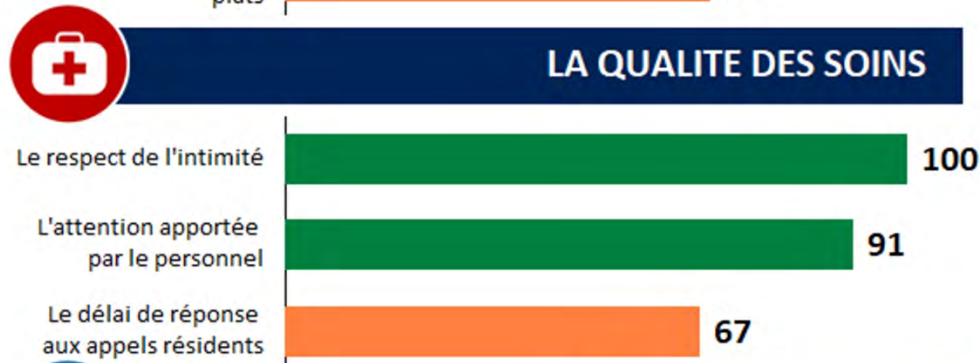 plats
LA QUALITE DES SOINS
Le respect de l'intimité
100
L'attention apportée
par le personnel
91
Le délai de réponse
aux appels résidents
67